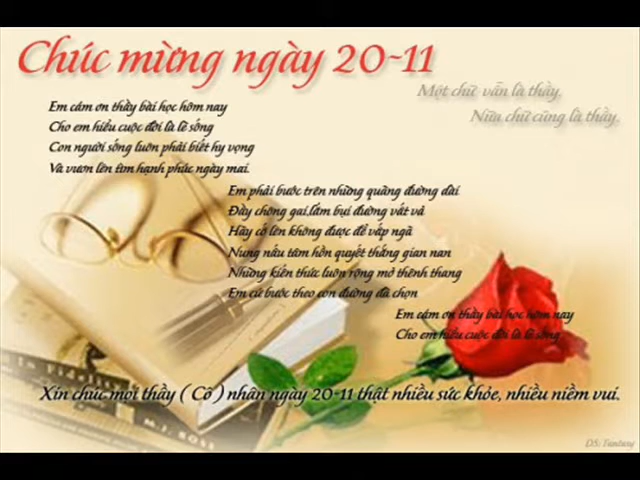 Chúc mừng ngày 20-11
Một chữ vẫn là thầy,
Nửa chữ cũng là thầy.
Em cám ơn thầy bài học hôm nay
Cho em hiểu cuộc đời là lẽ sống
Con người sống luôn phải biết hy vọng
Và vươn lên tìm hạnh phúc ngày mai.
Em phải bước trên những quãng đường dài
Đầy chông gai,lắm bụi đường vất vả
Hãy cố lên không được để vấp ngã
Nung nấu tâm hồn quyết thắng gian nan
Những kiến thức luôn rộng mở thênh thang
Em cứ bước theo con đường đã chọn
Em cám ơn thầy bài học hôm nay
Cho em hiểu cuộc đời là lẽ sống
Xin chúc mọi thầy ( Cô ) nhân ngày 20-11 thật nhiều sức khỏe, nhiều niềm vui.
M.J. ROSE